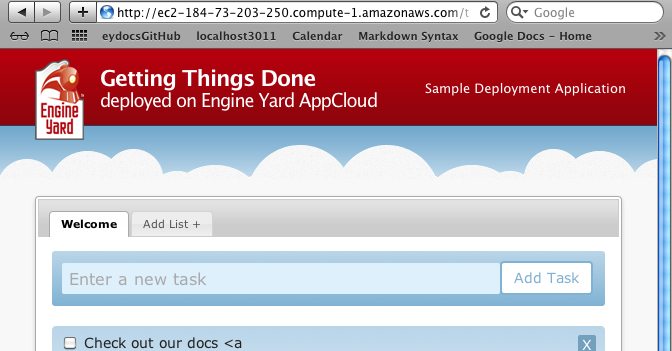 http://ec2-184-73-203-250.compute-1.amazonaws.com/t
Google
eydocsGitHub localhost3011 Calendar Markdown Syntax Google Docs - Home »
Engine Yard
Getting Things Done
deployed on Engine Yard AppCloud
Sample Deployment Application
Welcome Add List +
Enter a new task Add Task
Check out our docs <a X